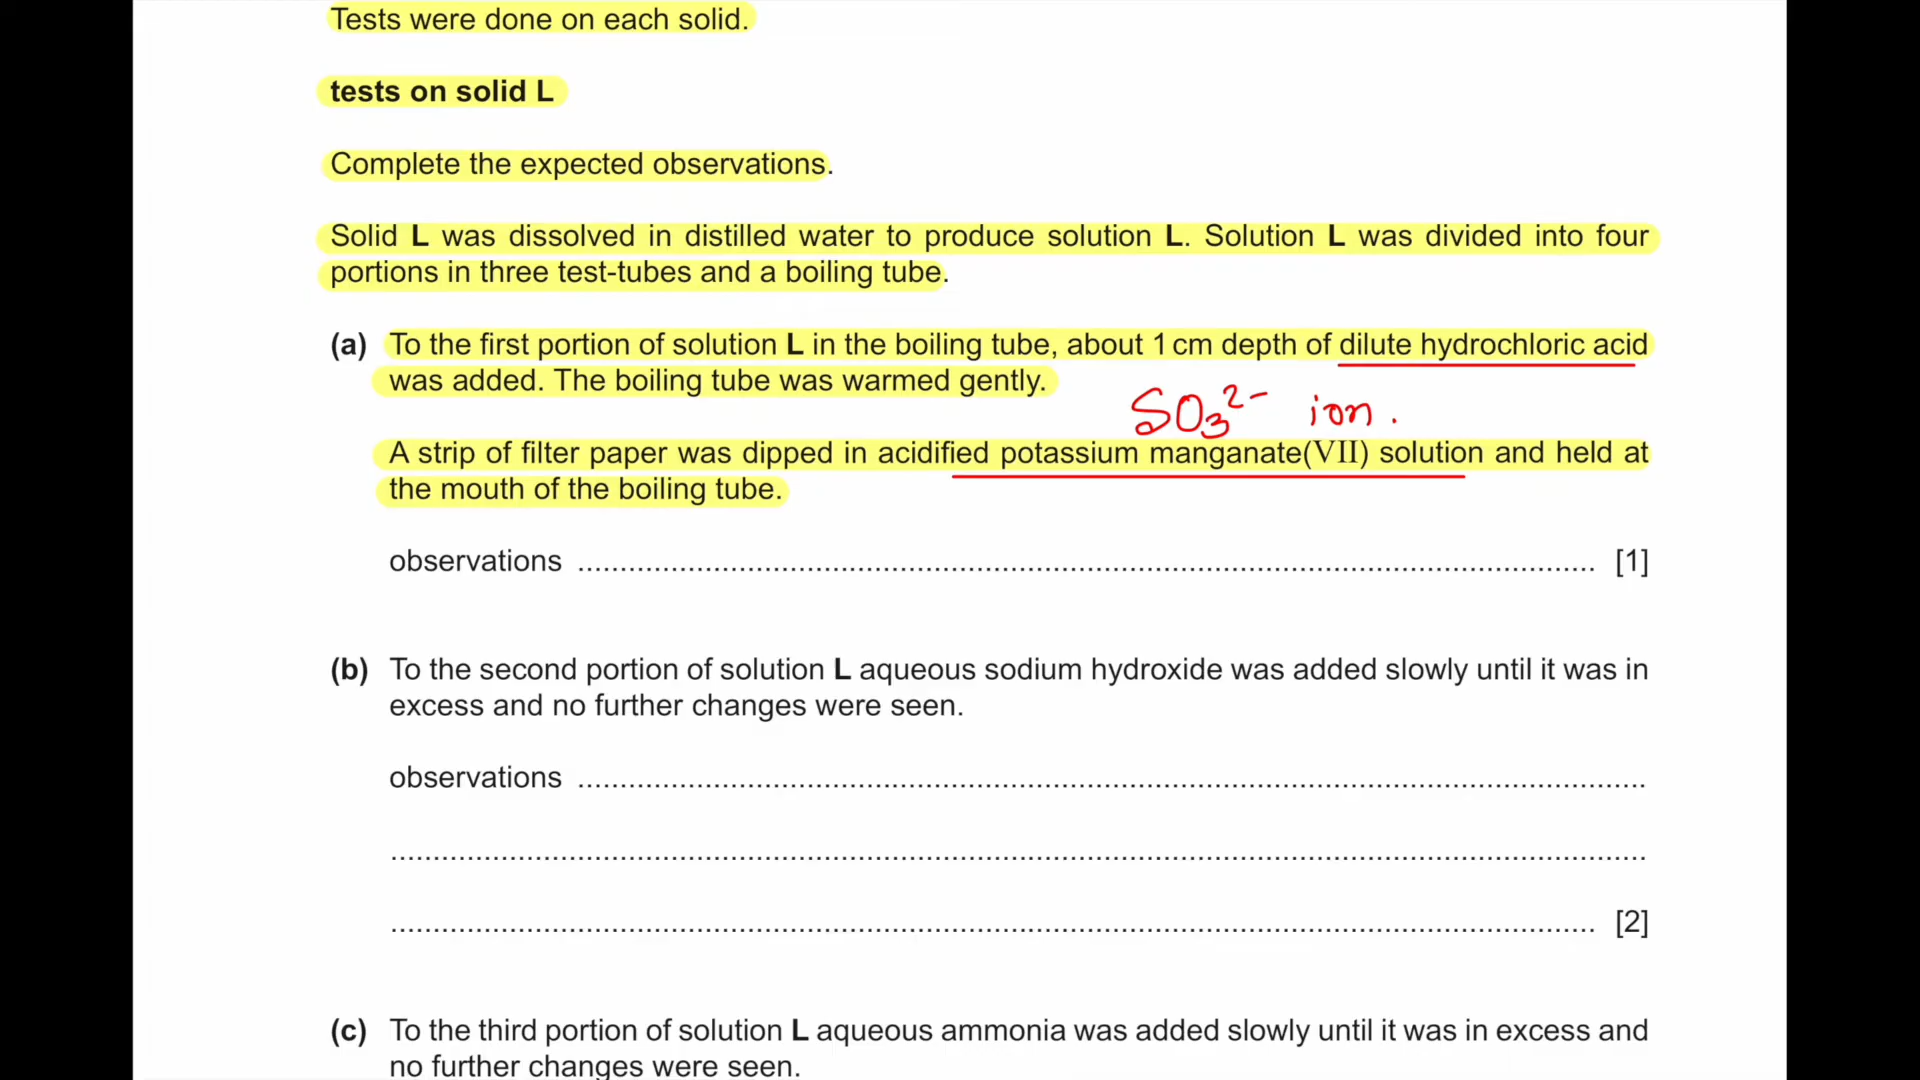 Tests were done on each solid.
tests on solid L
Complete the expected observations.
Solid L was dissolved in distilled water to produce solution L. Solution L was divided into four
portions in three test-tubes and a boiling tube.
(a) To the first portion of solution L in the boiling tube, about 1 cm depth of dilute hydrochloric acid
was added. The boiling tube was warmed gently.
SO₃²⁻ ion.
A strip of filter paper was dipped in acidified potassium manganate(VII) solution and held at
the mouth of the boiling tube.
observations .......................................................................................................................... [1]
(b) To the second portion of solution L aqueous sodium hydroxide was added slowly until it was in
excess and no further changes were seen.
observations ................................................................................................................................
.......................................................................................................................................................
................................................................................................................................................. [2]
(c) To the third portion of solution L aqueous ammonia was added slowly until it was in excess and
no further changes were seen.